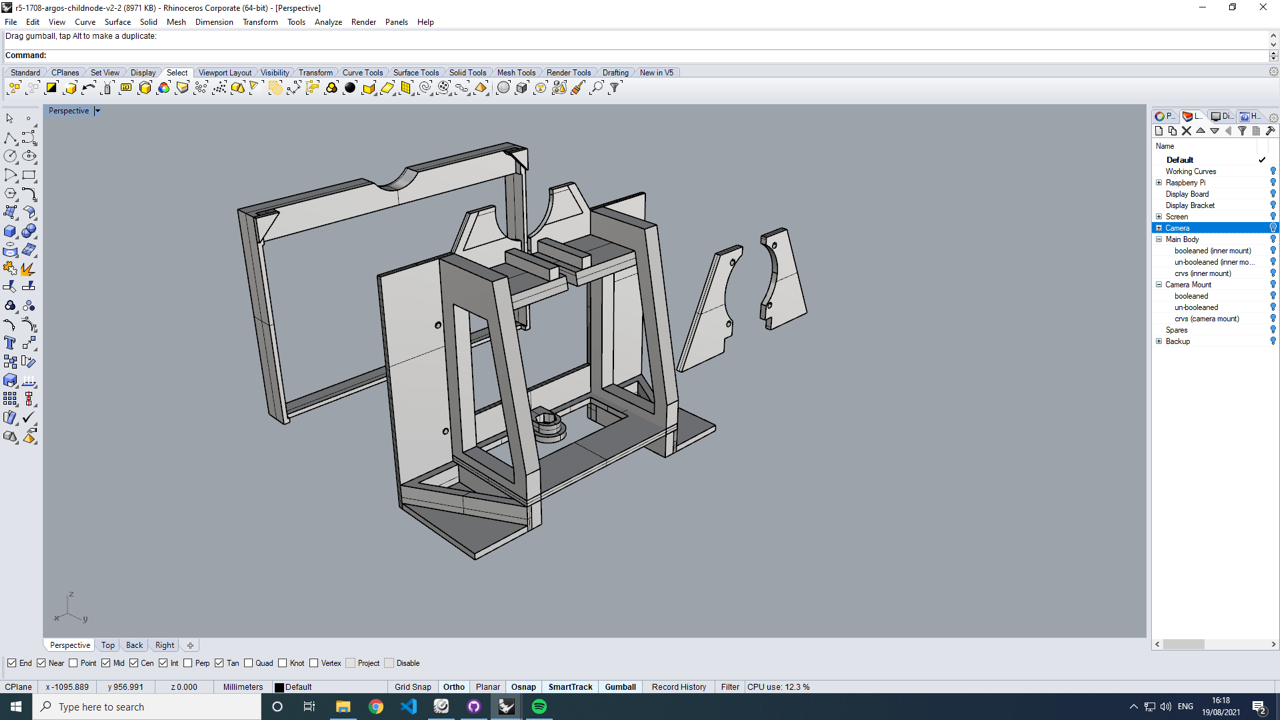 r5-1708-argos-childnode-v2-2 (8971 KB) - Rhinoceros Corporate (64-bit) - [Perspective]
File Edit View Curve Surface Solid Mesh Dimension Transform Tools Analyze Render Panels Help
Drag gumball, tap Alt to make a duplicate:
Command:
Standard CPlanes Set View Display Select Viewport Layout Visibility Transform Curve Tools Surface Tools Solid Tools Mesh Tools Render Tools Drafting New in V5
Perspective
P... L... Di... H...
Name
Default
Working Curves
Raspberry Pi
Display Board
Display Bracket
Screen
Camera
Main Body
booleaned (inner mount)
un-booleaned (inner mo...
crvs (inner mount)
Camera Mount
booleaned
un-booleaned
crvs (camera mount)
Spares
Backup
z
x y
Perspective Top Back Right
End Near Point Mid Cen Int Perp Tan Quad Knot Vertex Project Disable
CPlane x -1095.889 y 956.991 z 0.000 Millimeters Default Grid Snap Ortho Planar Osnap SmartTrack Gumball Record History Filter CPU use: 12.3 %
Type here to search
ENG
16:18
19/08/2021
2